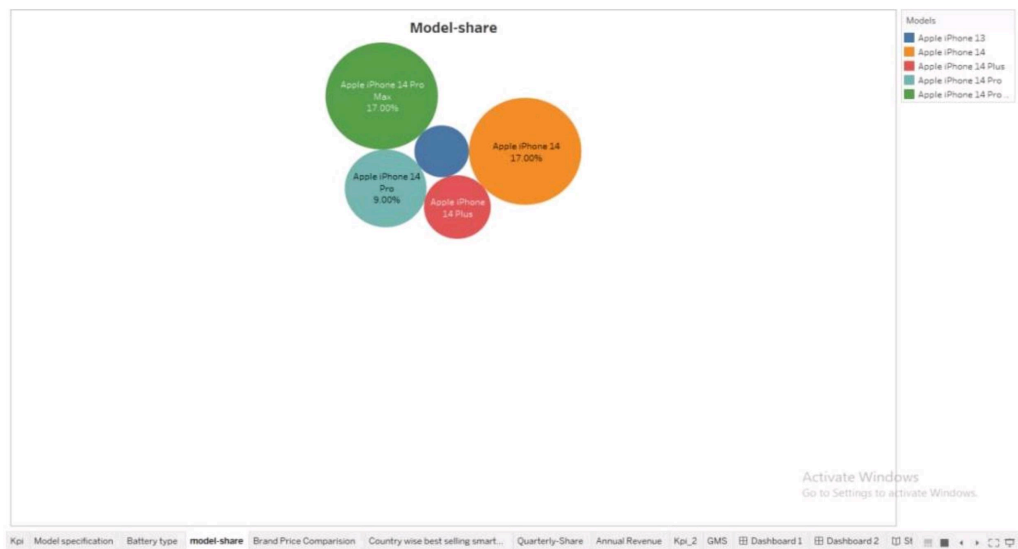 Model-share
Models
Apple iPhone 13
Apple iPhone 14
Apple iPhone 14 Plus
Apple iPhone 14 Pro
Apple iPhone 14 Pro ..
Apple iPhone 14 Pro
Max
17.00%
Apple iPhone 14
17.00%
Apple iPhone 14
Pro
9.00%
Apple iPhone
14 Plus
Activate Windows
Go to Settings to activate Windows.
Kpi Model specification Battery type model-share Brand Price Comparision Country wise best selling smart... Quarterly-Share Annual Revenue Kpi_2 GMS Dashboard 1 Dashboard 2 St